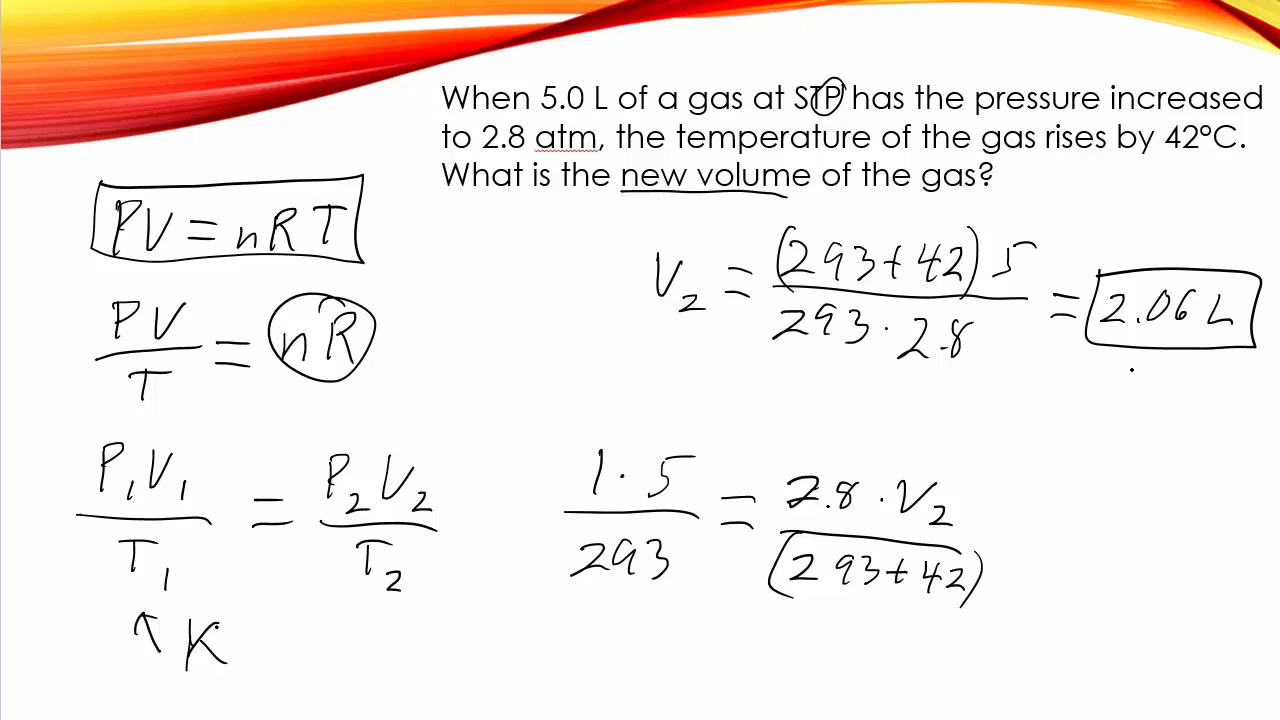 When 5.0 L of a gas at STP has the pressure increased
to 2.8 atm, the temperature of the gas rises by 42°C.
What is the new volume of the gas?
PV = nRT
PV/T = nR
V₂ = (293+42) 5 / 293 · 2.8 = 2.06 L
P₁V₁/T₁ = P₂V₂/T₂
1 · 5 / 293 = 2.8 · V₂ / (293+42)
↑ K